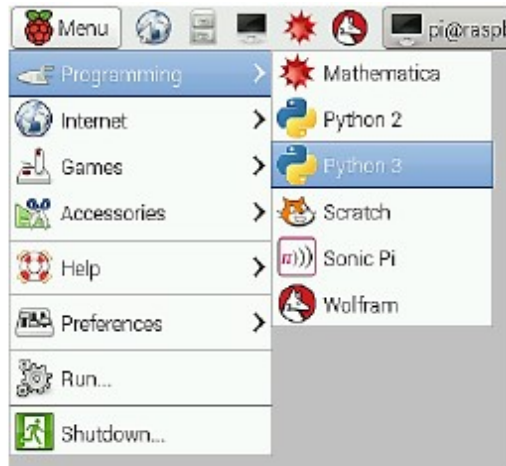 Menu
pi@raspb
Programming
Internet
Games
Accessories
Help
Preferences
Run...
Shutdown...
Mathematica
Python 2
Python 3
Scratch
π)))
Sonic Pi
Wolfram